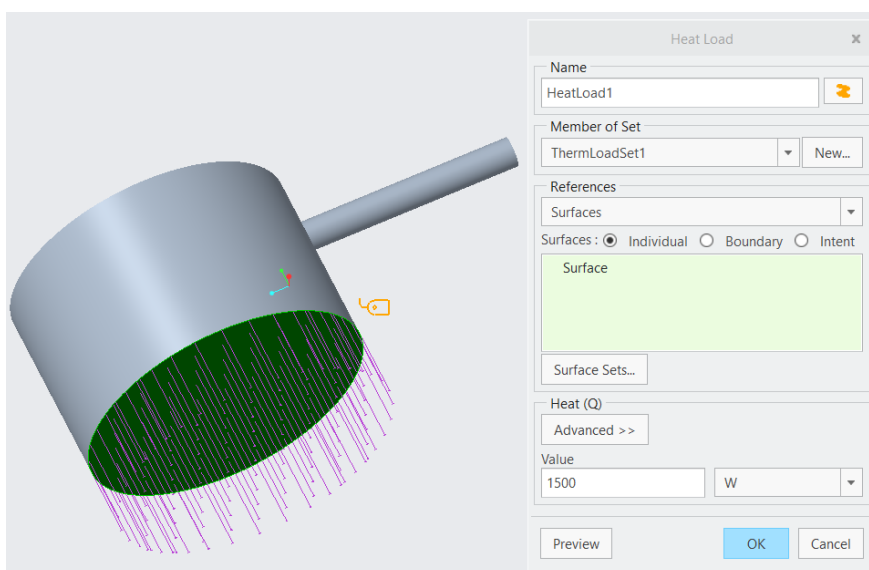 Heat Load
Name
HeatLoad1
Member of Set
ThermLoadSet1 New...
References
Surfaces
Surfaces : Individual Boundary Intent
Surface
Surface Sets...
Heat (Q)
Advanced >>
Value
1500 W
Preview OK Cancel